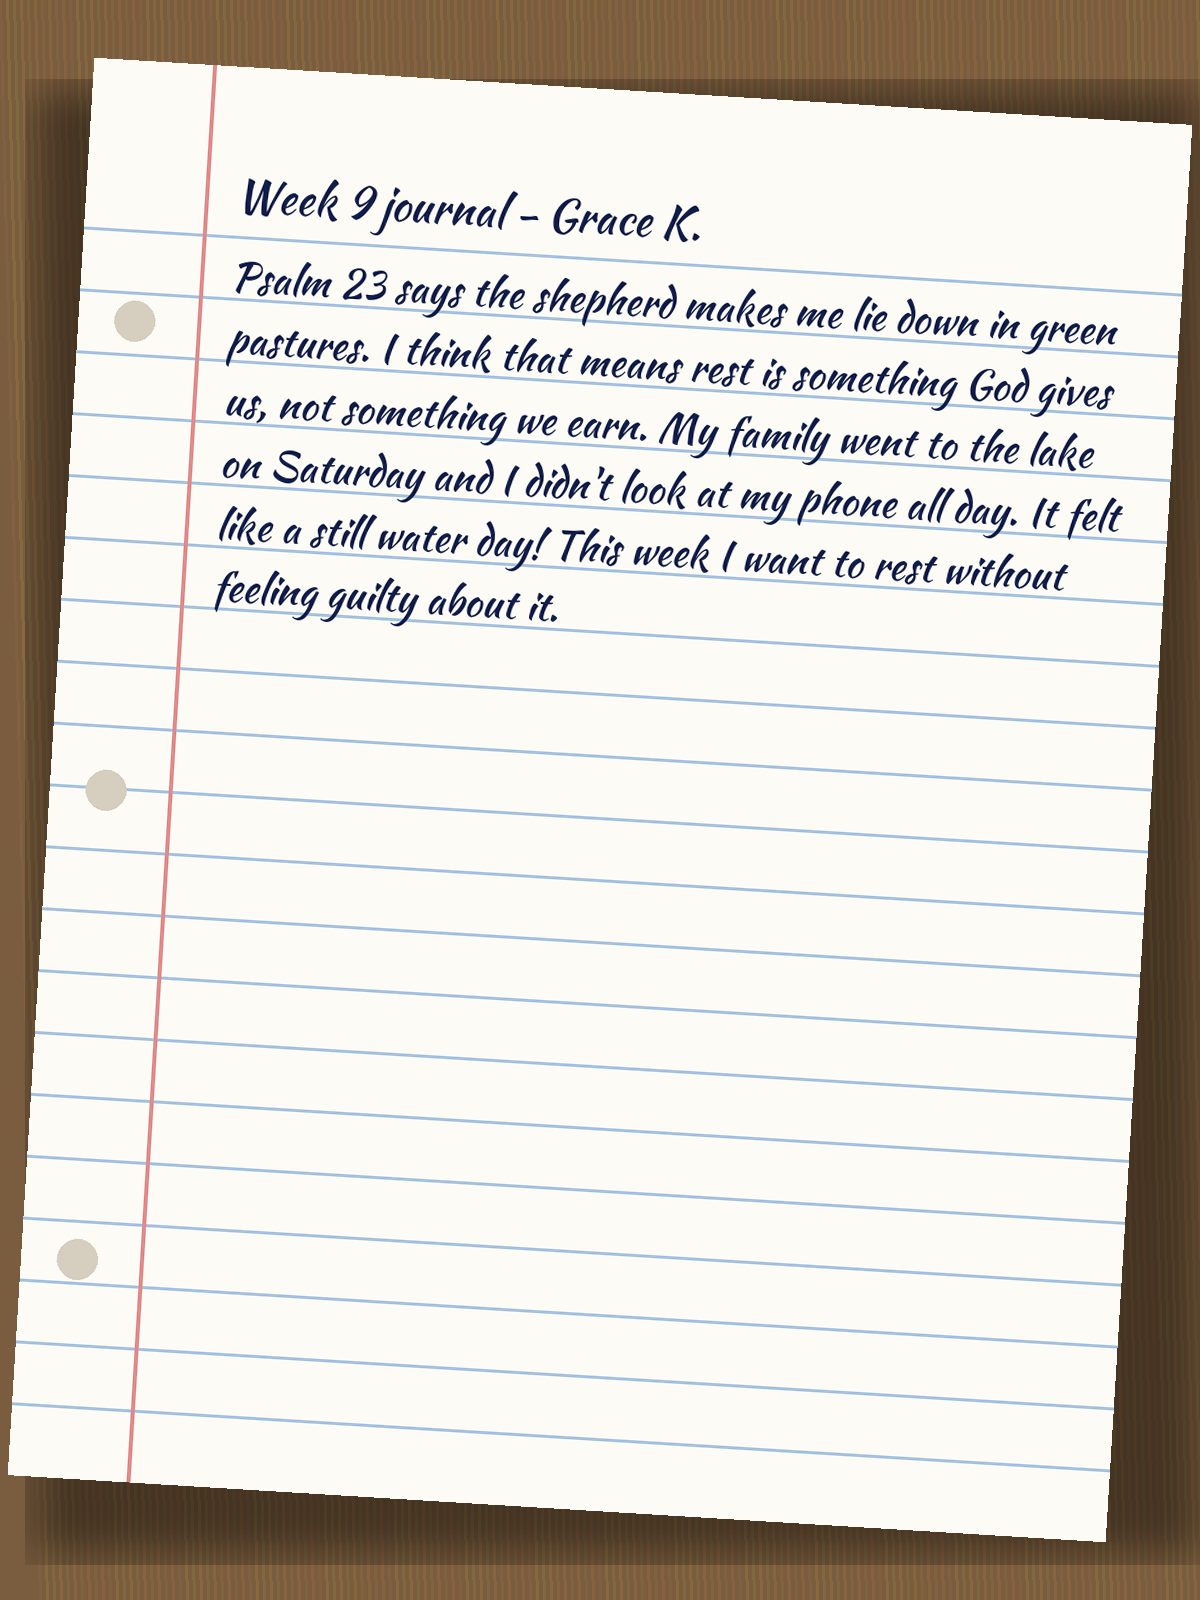 Week 9 journal - Grace K.
Psalm 23 says the shepherd makes me lie down in green
pastures. I think that means rest is something God gives
us, not something we earn. My family went to the lake
on Saturday and I didn't look at my phone all day. It felt
like a still water day! This week I want to rest without
feeling guilty about it.